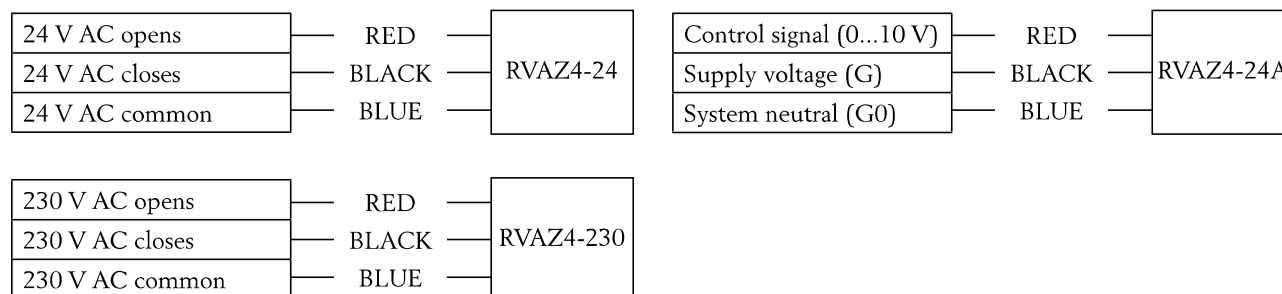 24 V AC opens RED
24 V AC closes BLACK RVAZ4-24
24 V AC common BLUE
Control signal (0...10 V) RED
Supply voltage (G) BLACK RVAZ4-24A
System neutral (G0) BLUE
230 V AC opens RED
230 V AC closes BLACK RVAZ4-230
230 V AC common BLUE